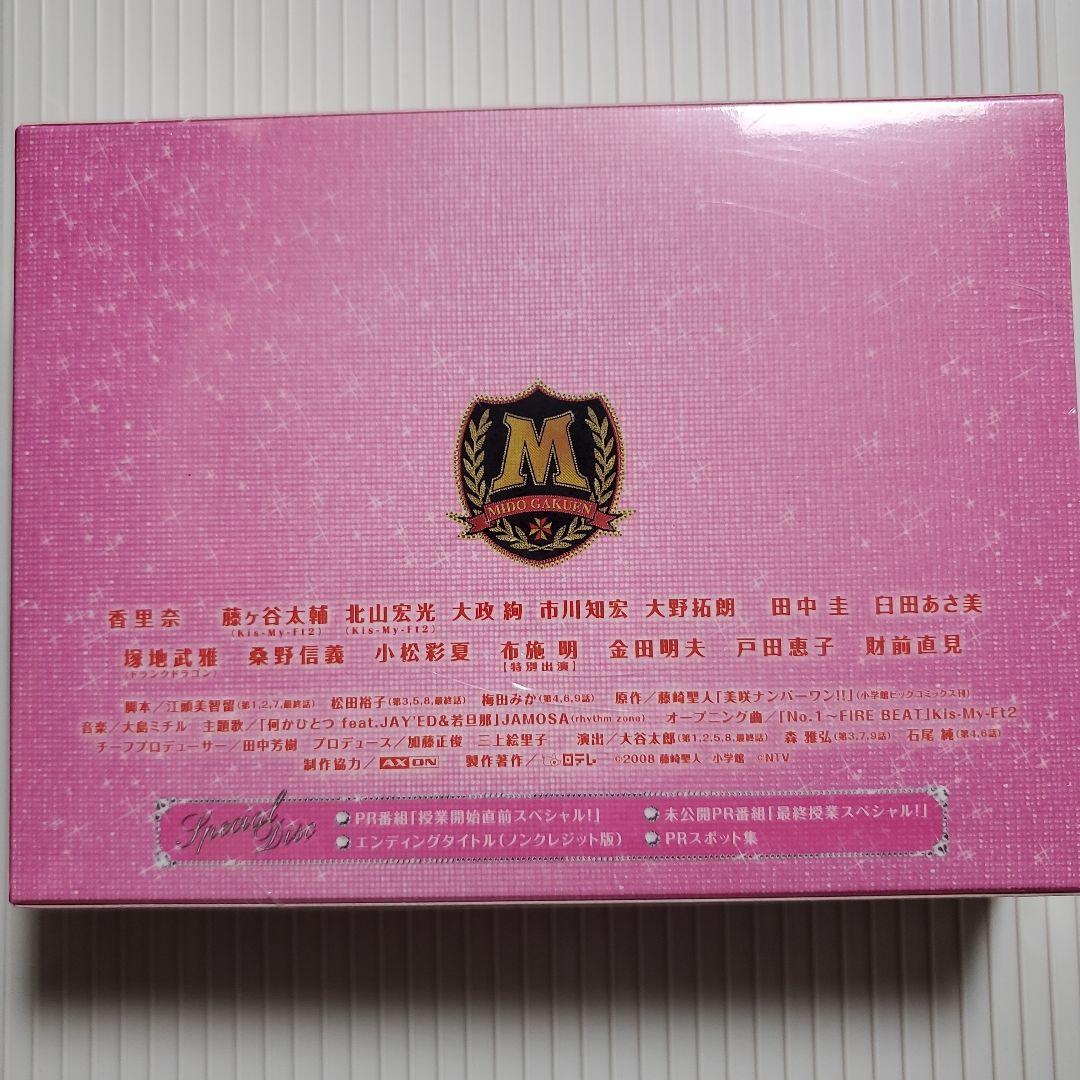 M
MIDO GAKUEN
香里奈 藤ヶ谷太輔 北山宏光 大政 絢 市川知宏 大野拓朗 田中 圭 臼田あさ美
(Kis-My-Ft2) (Kis-My-Ft2)
塚地武雅 桑野信義 小松彩夏 布施 明 金田明夫 戸田恵子 財前直見
(ドランクドラゴン) 【特別出演】
脚本／江頭美智留(第1,2,7,最終話) 松田裕子(第3,5,8,最終話) 梅田みか(第4,6,9話) 原作／藤崎聖人「美咲ナンバーワン!!」(小学館ビッグコミックス刊)
音楽／大島ミチル 主題歌／「何かひとつ feat.JAY'ED&若旦那」JAMOSA(rhythm zone) オープニング曲／「No.1～FIRE BEAT」Kis-My-Ft2
チーフプロデューサー／田中芳樹 プロデュース／加藤正俊 三上絵里子 演出／大谷太郎(第1,2,5,8,最終話) 森 雅弘(第3,7,9話) 石尾 純(第4,6話)
制作協力／AXON 製作著作／日テレ ©2008 藤崎聖人 小学館 ©NTV
Special Disc
PR番組「授業開始直前スペシャル!」 未公開PR番組「最終授業スペシャル!」
エンディングタイトル(ノンクレジット版) PRスポット集